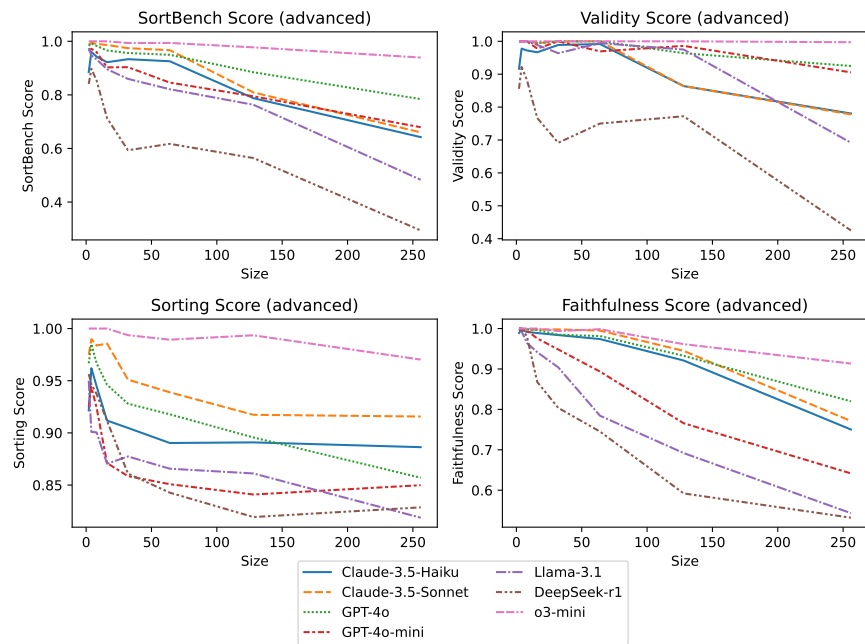 SortBench Score (advanced)
1.0
0.8
0.6
0.4
SortBench Score
0
50
100
150
200
250
Size
Validity Score (advanced)
1.0
0.9
0.8
0.7
0.6
0.5
0.4
Validity Score
0
50
100
150
200
250
Size
Sorting Score (advanced)
1.00
0.95
0.90
0.85
Sorting Score
0
50
100
150
200
250
Size
Faithfulness Score (advanced)
1.0
0.9
0.8
0.7
0.6
Faithfulness Score
0
50
100
150
200
250
Size
Claude-3.5-Haiku
Claude-3.5-Sonnet
GPT-4o
GPT-4o-mini
Llama-3.1
DeepSeek-r1
o3-mini